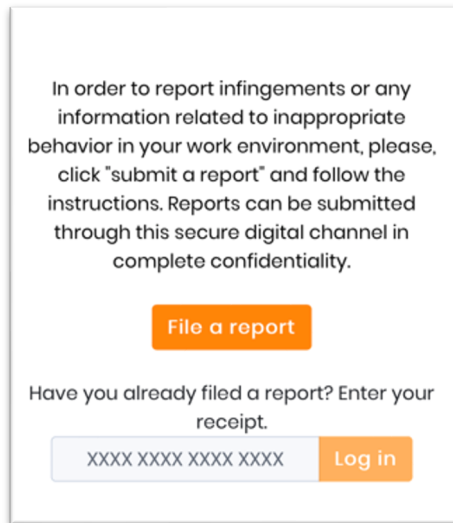 In order to report infingements or any
information related to inappropriate
behavior in your work environment, please,
click "submit a report" and follow the
instructions. Reports can be submitted
through this secure digital channel in
complete confidentiality.
File a report
Have you already filed a report? Enter your
receipt.
XXXX XXXX XXXX XXXX Log in